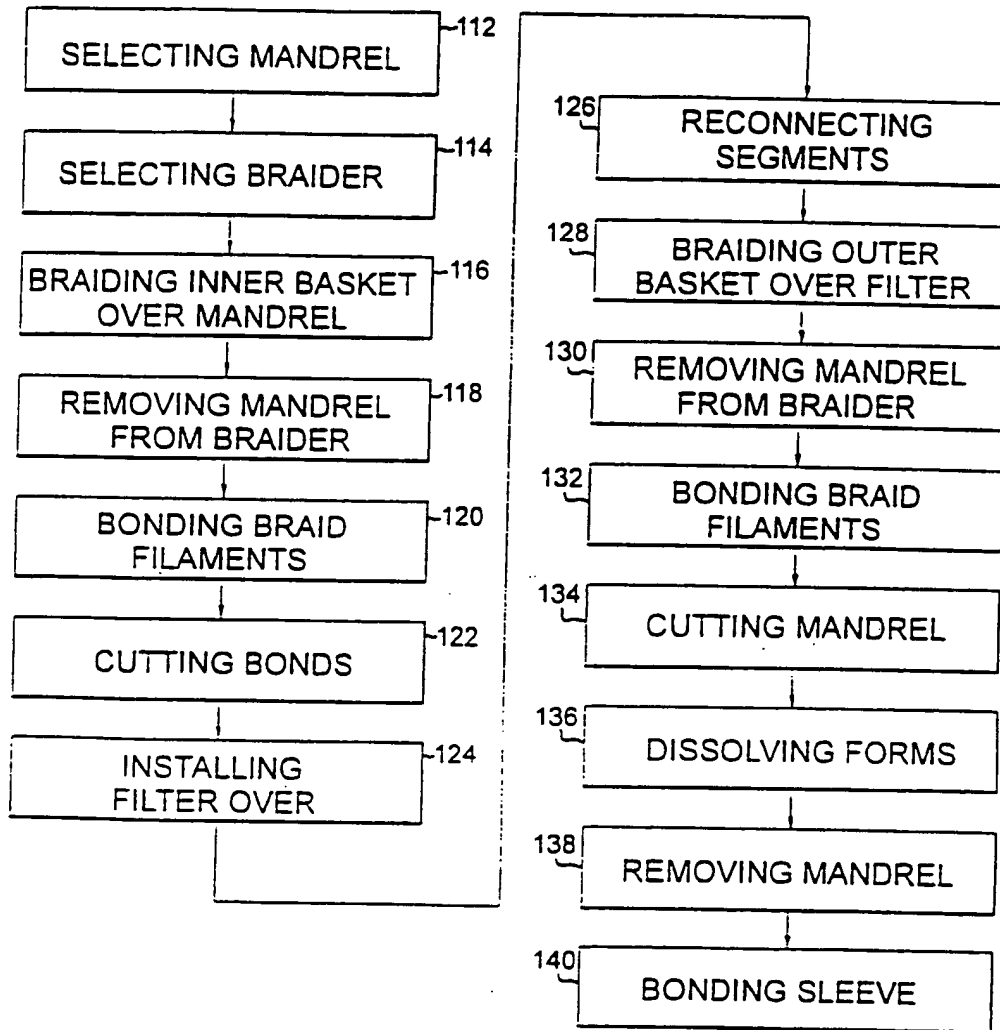 SELECTING MANDREL
112
SELECTING BRAIDER
114
BRAIDING INNER BASKET
OVER MANDREL
116
REMOVING MANDREL
FROM BRAIDER
118
BONDING BRAID
FILAMENTS
120
CUTTING BONDS
122
INSTALLING
FILTER OVER
124
126
RECONNECTING
SEGMENTS
128
BRAIDING OUTER
BASKET OVER FILTER
130
REMOVING MANDREL
FROM BRAIDER
132
BONDING BRAID
FILAMENTS
134
CUTTING MANDREL
136
DISSOLVING FORMS
138
REMOVING MANDREL
140
BONDING SLEEVE